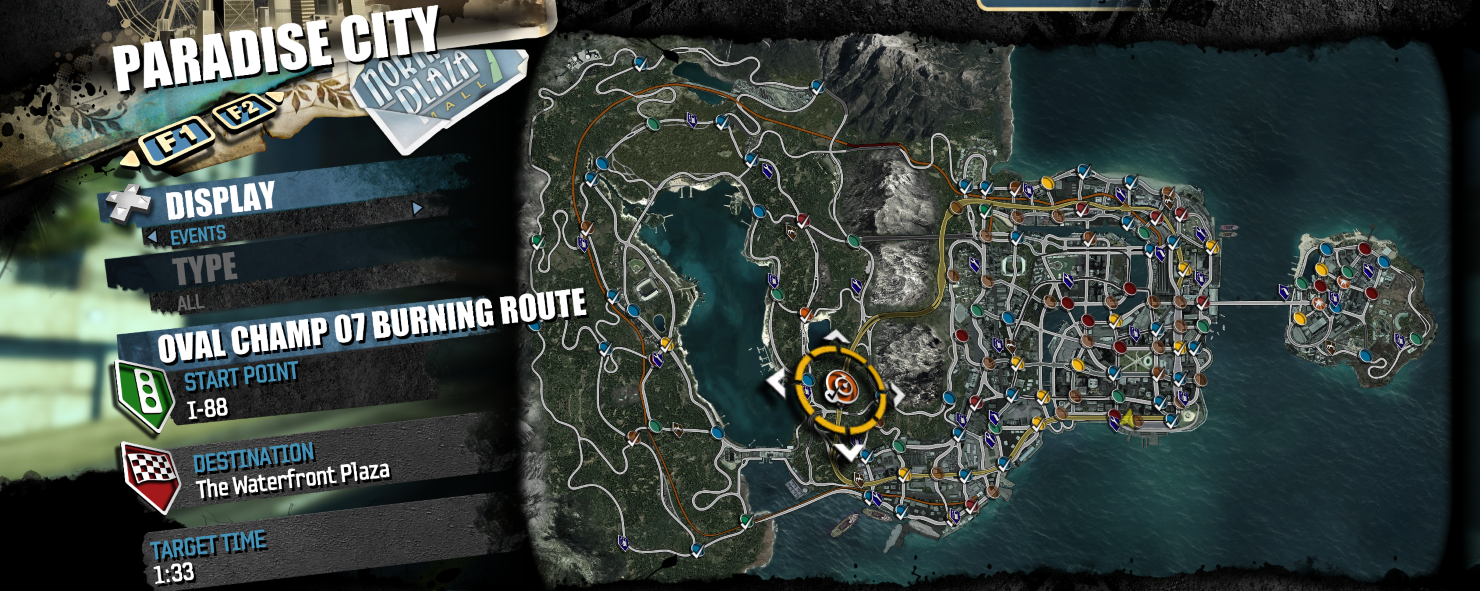 PARADISE CITY
NORTH
PLAZA
MALL
F1
F2
DISPLAY
EVENTS
TYPE
ALL
OVAL CHAMP 07 BURNING ROUTE
START POINT
I-88
DESTINATION
The Waterfront Plaza
TARGET TIME
1:33